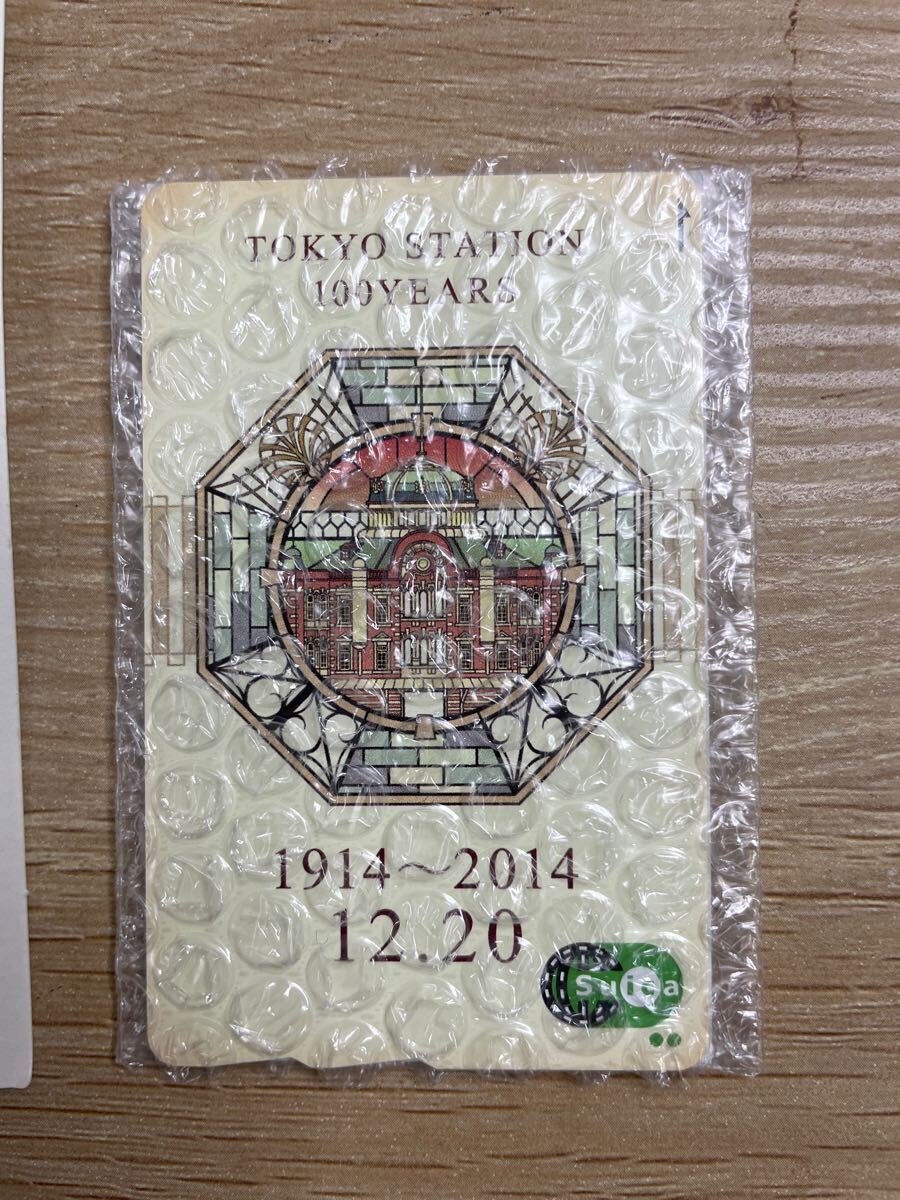 TOKYO STATION
100YEARS
1914～2014
12.20
Suica